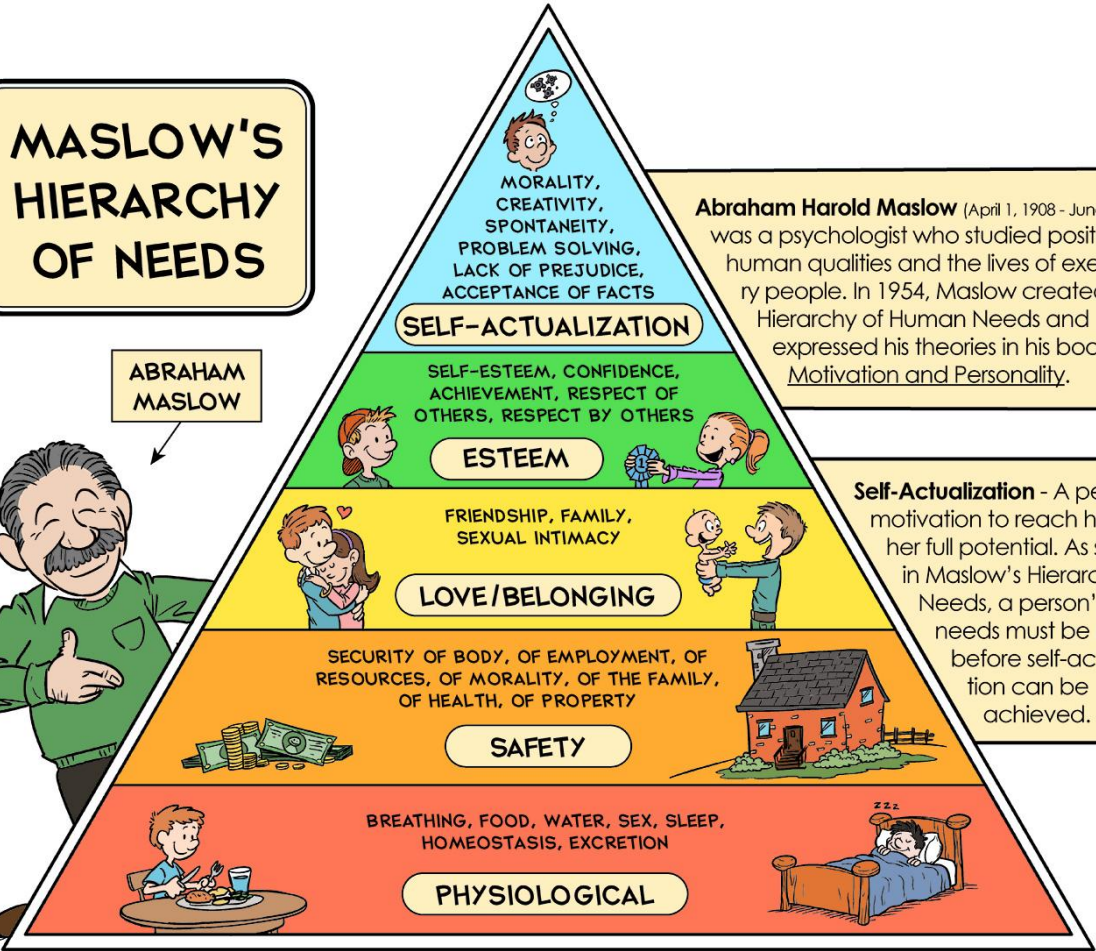 MASLOW'S
HIERARCHY
OF NEEDS
ABRAHAM
MASLOW
MORALITY,
CREATIVITY,
SPONTANEITY,
PROBLEM SOLVING,
LACK OF PREJUDICE,
ACCEPTANCE OF FACTS
SELF-ACTUALIZATION
SELF-ESTEEM, CONFIDENCE,
ACHIEVEMENT, RESPECT OF
OTHERS, RESPECT BY OTHERS
ESTEEM
1
FRIENDSHIP, FAMILY,
SEXUAL INTIMACY
LOVE/BELONGING
SECURITY OF BODY, OF EMPLOYMENT, OF
RESOURCES, OF MORALITY, OF THE FAMILY,
OF HEALTH, OF PROPERTY
SAFETY
BREATHING, FOOD, WATER, SEX, SLEEP,
HOMEOSTASIS, EXCRETION
PHYSIOLOGICAL
ZZZ
Abraham Harold Maslow (April 1, 1908 - June
was a psychologist who studied
human qualities and the lives of
ry people. In 1954, Maslow created
Hierarchy of Human Needs and
expressed his theories in his
Motivation and Personality.
Self-Actualization - A
motivation to reach
her full potential. As
in Maslow's
Needs, a
needs must be
before
tion can be
achieved.